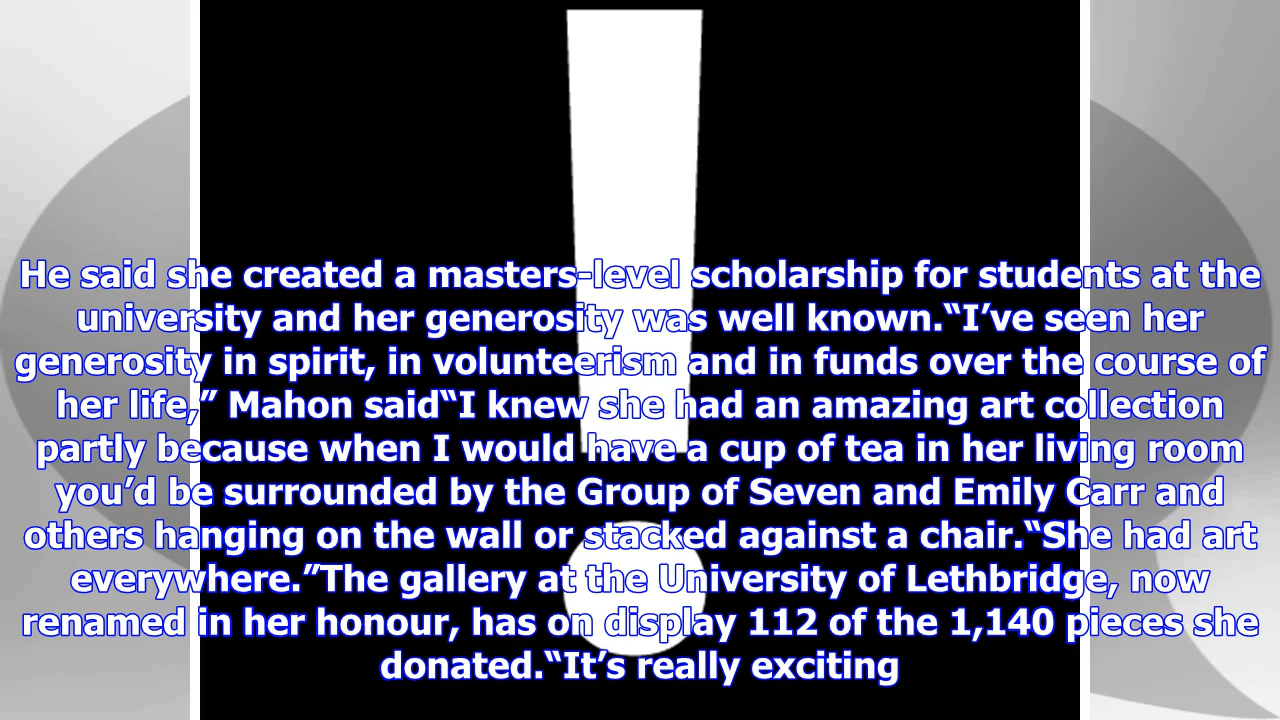 He said she created a masters-level scholarship for students at the
university and her generosity was well known.“I’ve seen her
generosity in spirit, in volunteerism and in funds over the course of
her life,” Mahon said“I knew she had an amazing art collection
partly because when I would have a cup of tea in her living room
you’d be surrounded by the Group of Seven and Emily Carr and
others hanging on the wall or stacked against a chair.“She had art
everywhere.”The gallery at the University of Lethbridge, now
renamed in her honour, has on display 112 of the 1,140 pieces she
donated.“It’s really exciting